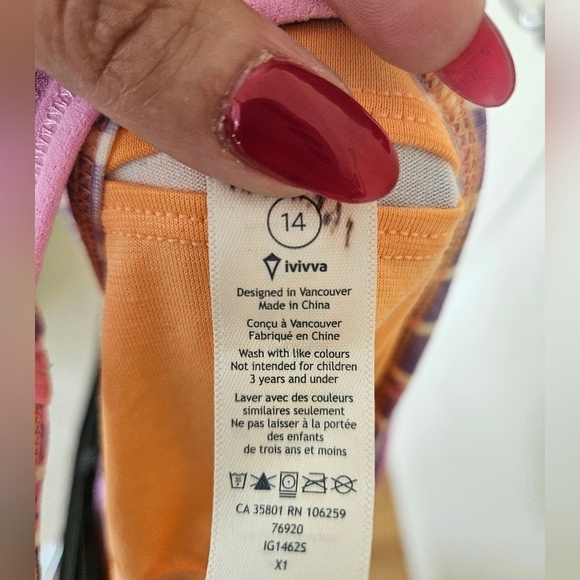 14
ivivva
Designed in Vancouver
Made in China
Conçu à Vancouver
Fabriqué en Chine
Wash with like colours
Not intended for children
3 years and under
Laver avec des couleurs
similaires seulement
Ne pas laisser à la portée
des enfants
de trois ans et moins
CA 35801 RN 106259
76920
IG1462S
X1